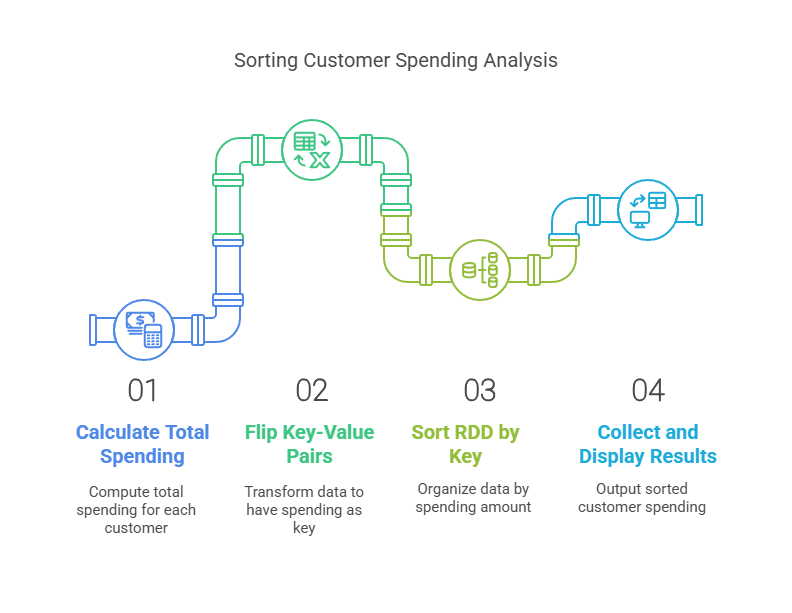 Sorting Customer Spending Analysis
$
01
Calculate Total
Spending
Compute total
spending for each
customer
02
Flip Key-Value
Pairs
Transform data to
have spending as
key
03
Sort RDD by
Key
Organize data by
spending amount
04
Collect and
Display Results
Output sorted
customer spending